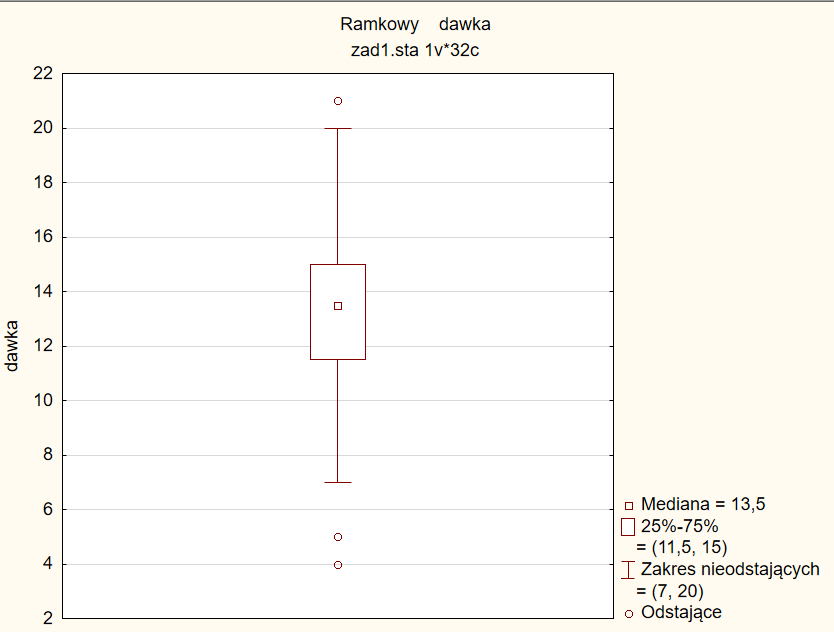 Ramkowy dawka
zad1.sta 1v*32c
22
20
18
16
14
12
10
8
6
4
2
dawka
Mediana = 13,5
25%-75%
= (11,5, 15)
Zakres nieodstających
= (7, 20)
Odstające